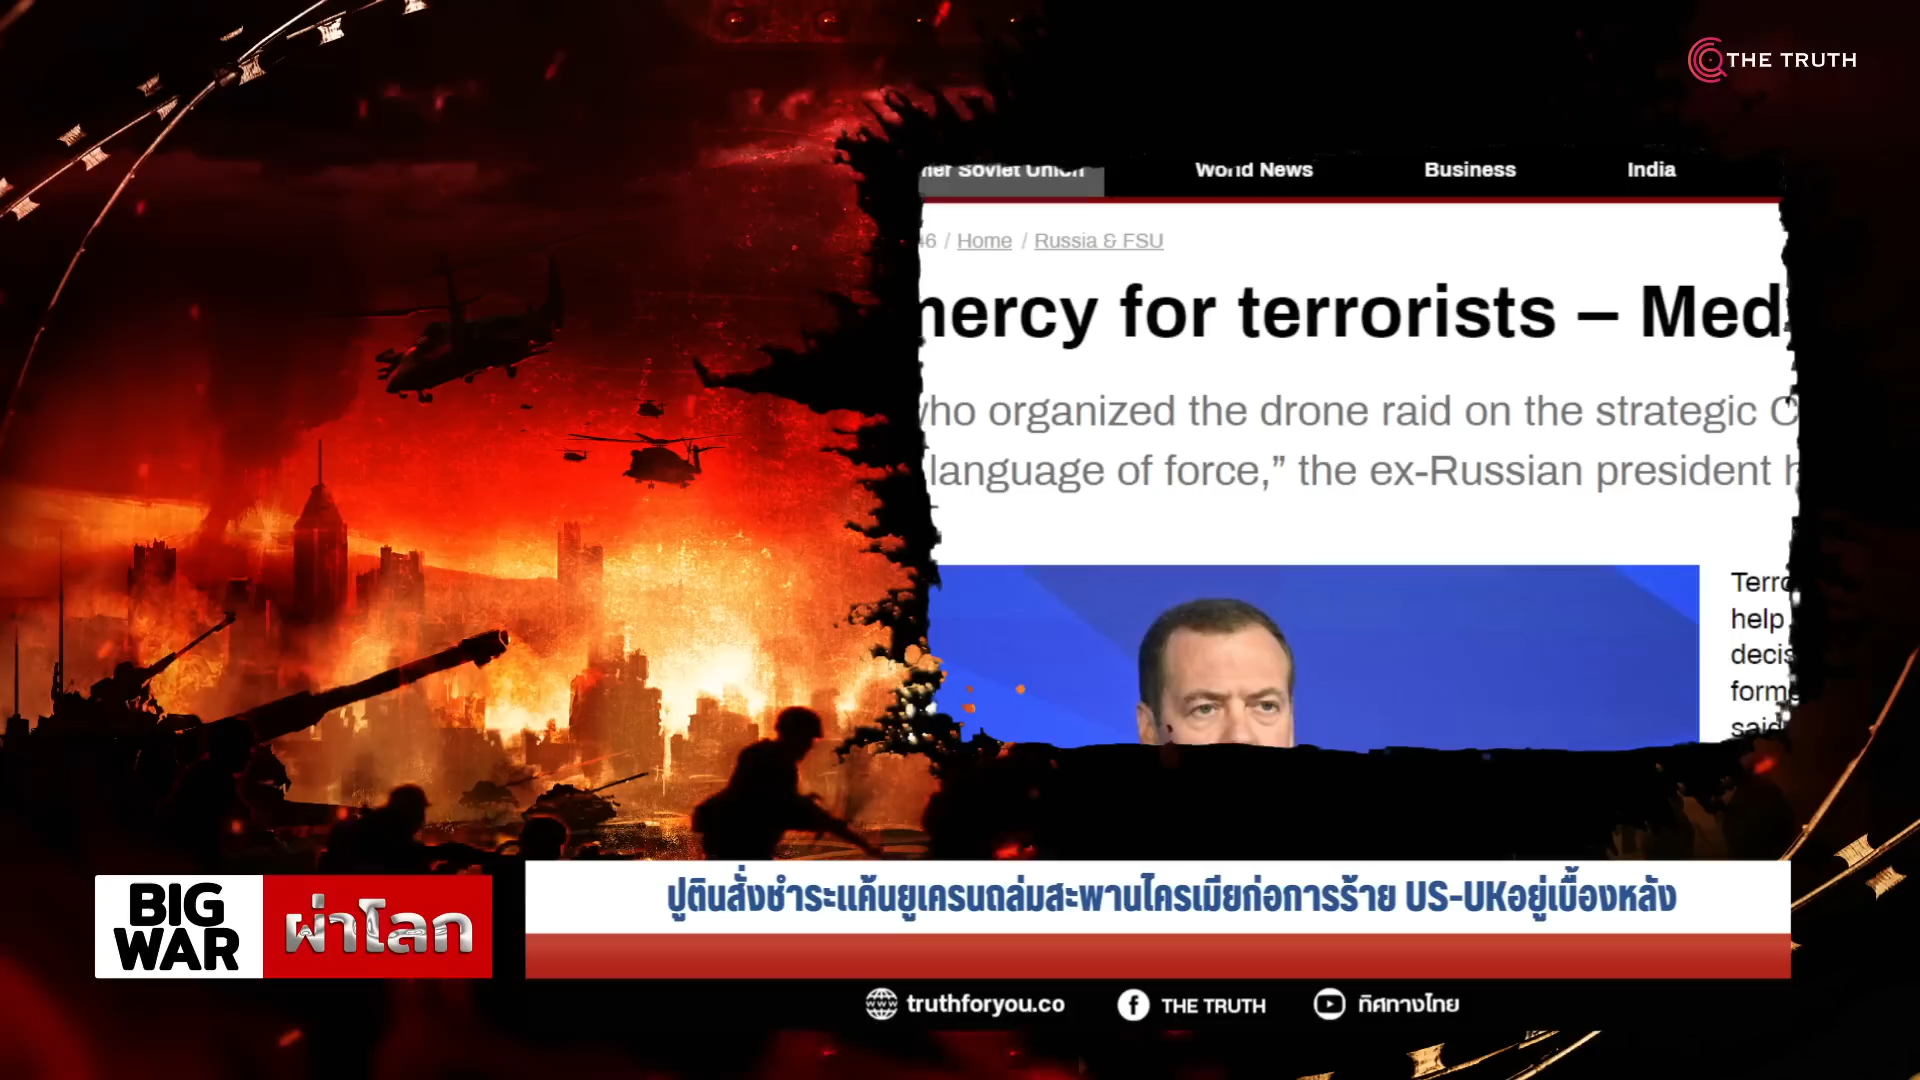 THE TRUTH
World News Business India
/ Home / Russia & FSU
for terrorists –
organized the drone raid on the strategic
language of force,” the ex-Russian president
help
BIG WAR
ผ่าโลก
ปูตินสั่งชำระแค้นยูเครนถล่มสะพานไครเมียก่อการร้าย US-UKอยู่เบื้องหลัง
truthforyou.co THE TRUTH ทิศทางไทย